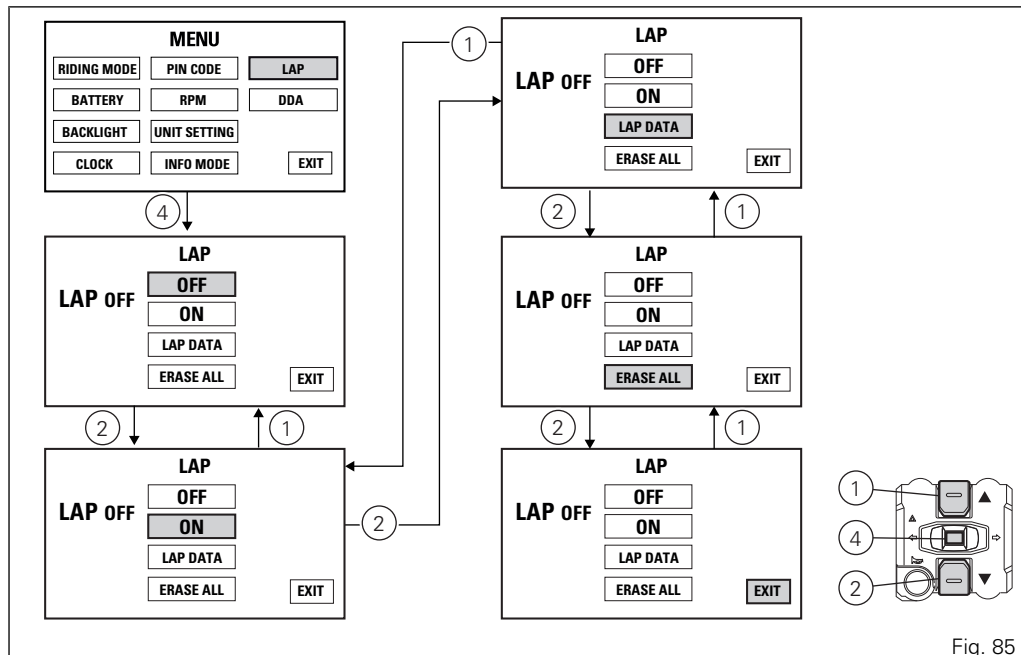 MENU
RIDING MODE PIN CODE LAP
BATTERY RPM DDA
BACKLIGHT UNIT SETTING
CLOCK INFO MODE EXIT
4
LAP
LAP OFF
OFF
ON
LAP DATA
ERASE ALL EXIT
2 1
LAP
LAP OFF
OFF
ON
LAP DATA
ERASE ALL EXIT
1
2
LAP
LAP OFF
OFF
ON
LAP DATA
ERASE ALL EXIT
2 1
LAP
LAP OFF
OFF
ON
LAP DATA
ERASE ALL EXIT
2 1
LAP
LAP OFF
OFF
ON
LAP DATA
ERASE ALL EXIT
1
4
2
Fig. 85